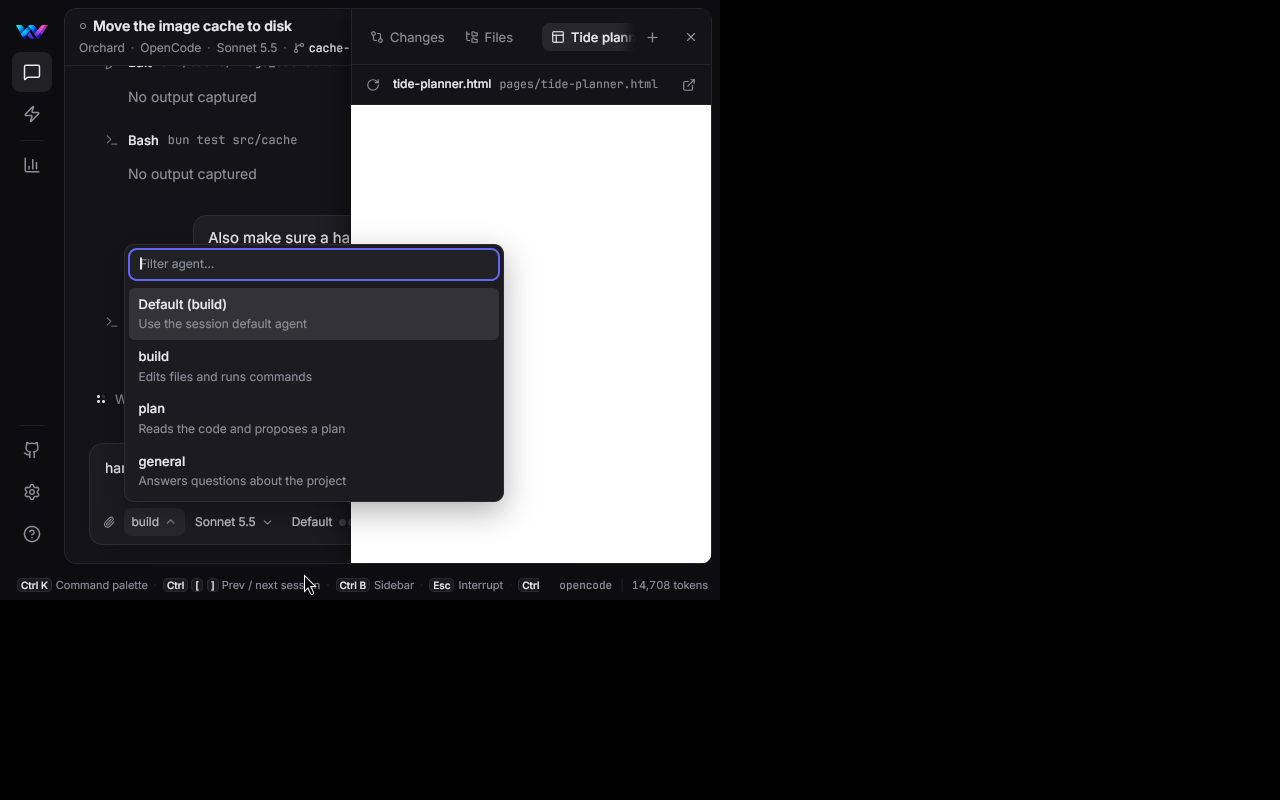 Move the image cache to disk
Orchard · OpenCode · Sonnet 5.5 · cache-
Changes
Files
Tide plann
tide-planner.html pages/tide-planner.html
No output captured
Bash bun test src/cache
No output captured
Also make sure a ha
Filter agent...
Default (build)
Use the session default agent
build
Edits files and runs commands
plan
Reads the code and proposes a plan
general
Answers questions about the project
W
har
build Sonnet 5.5 Default
Ctrl K Command palette · Ctrl [ ] Prev / next session · Ctrl B Sidebar · Esc Interrupt · Ctrl
opencode 14,708 tokens